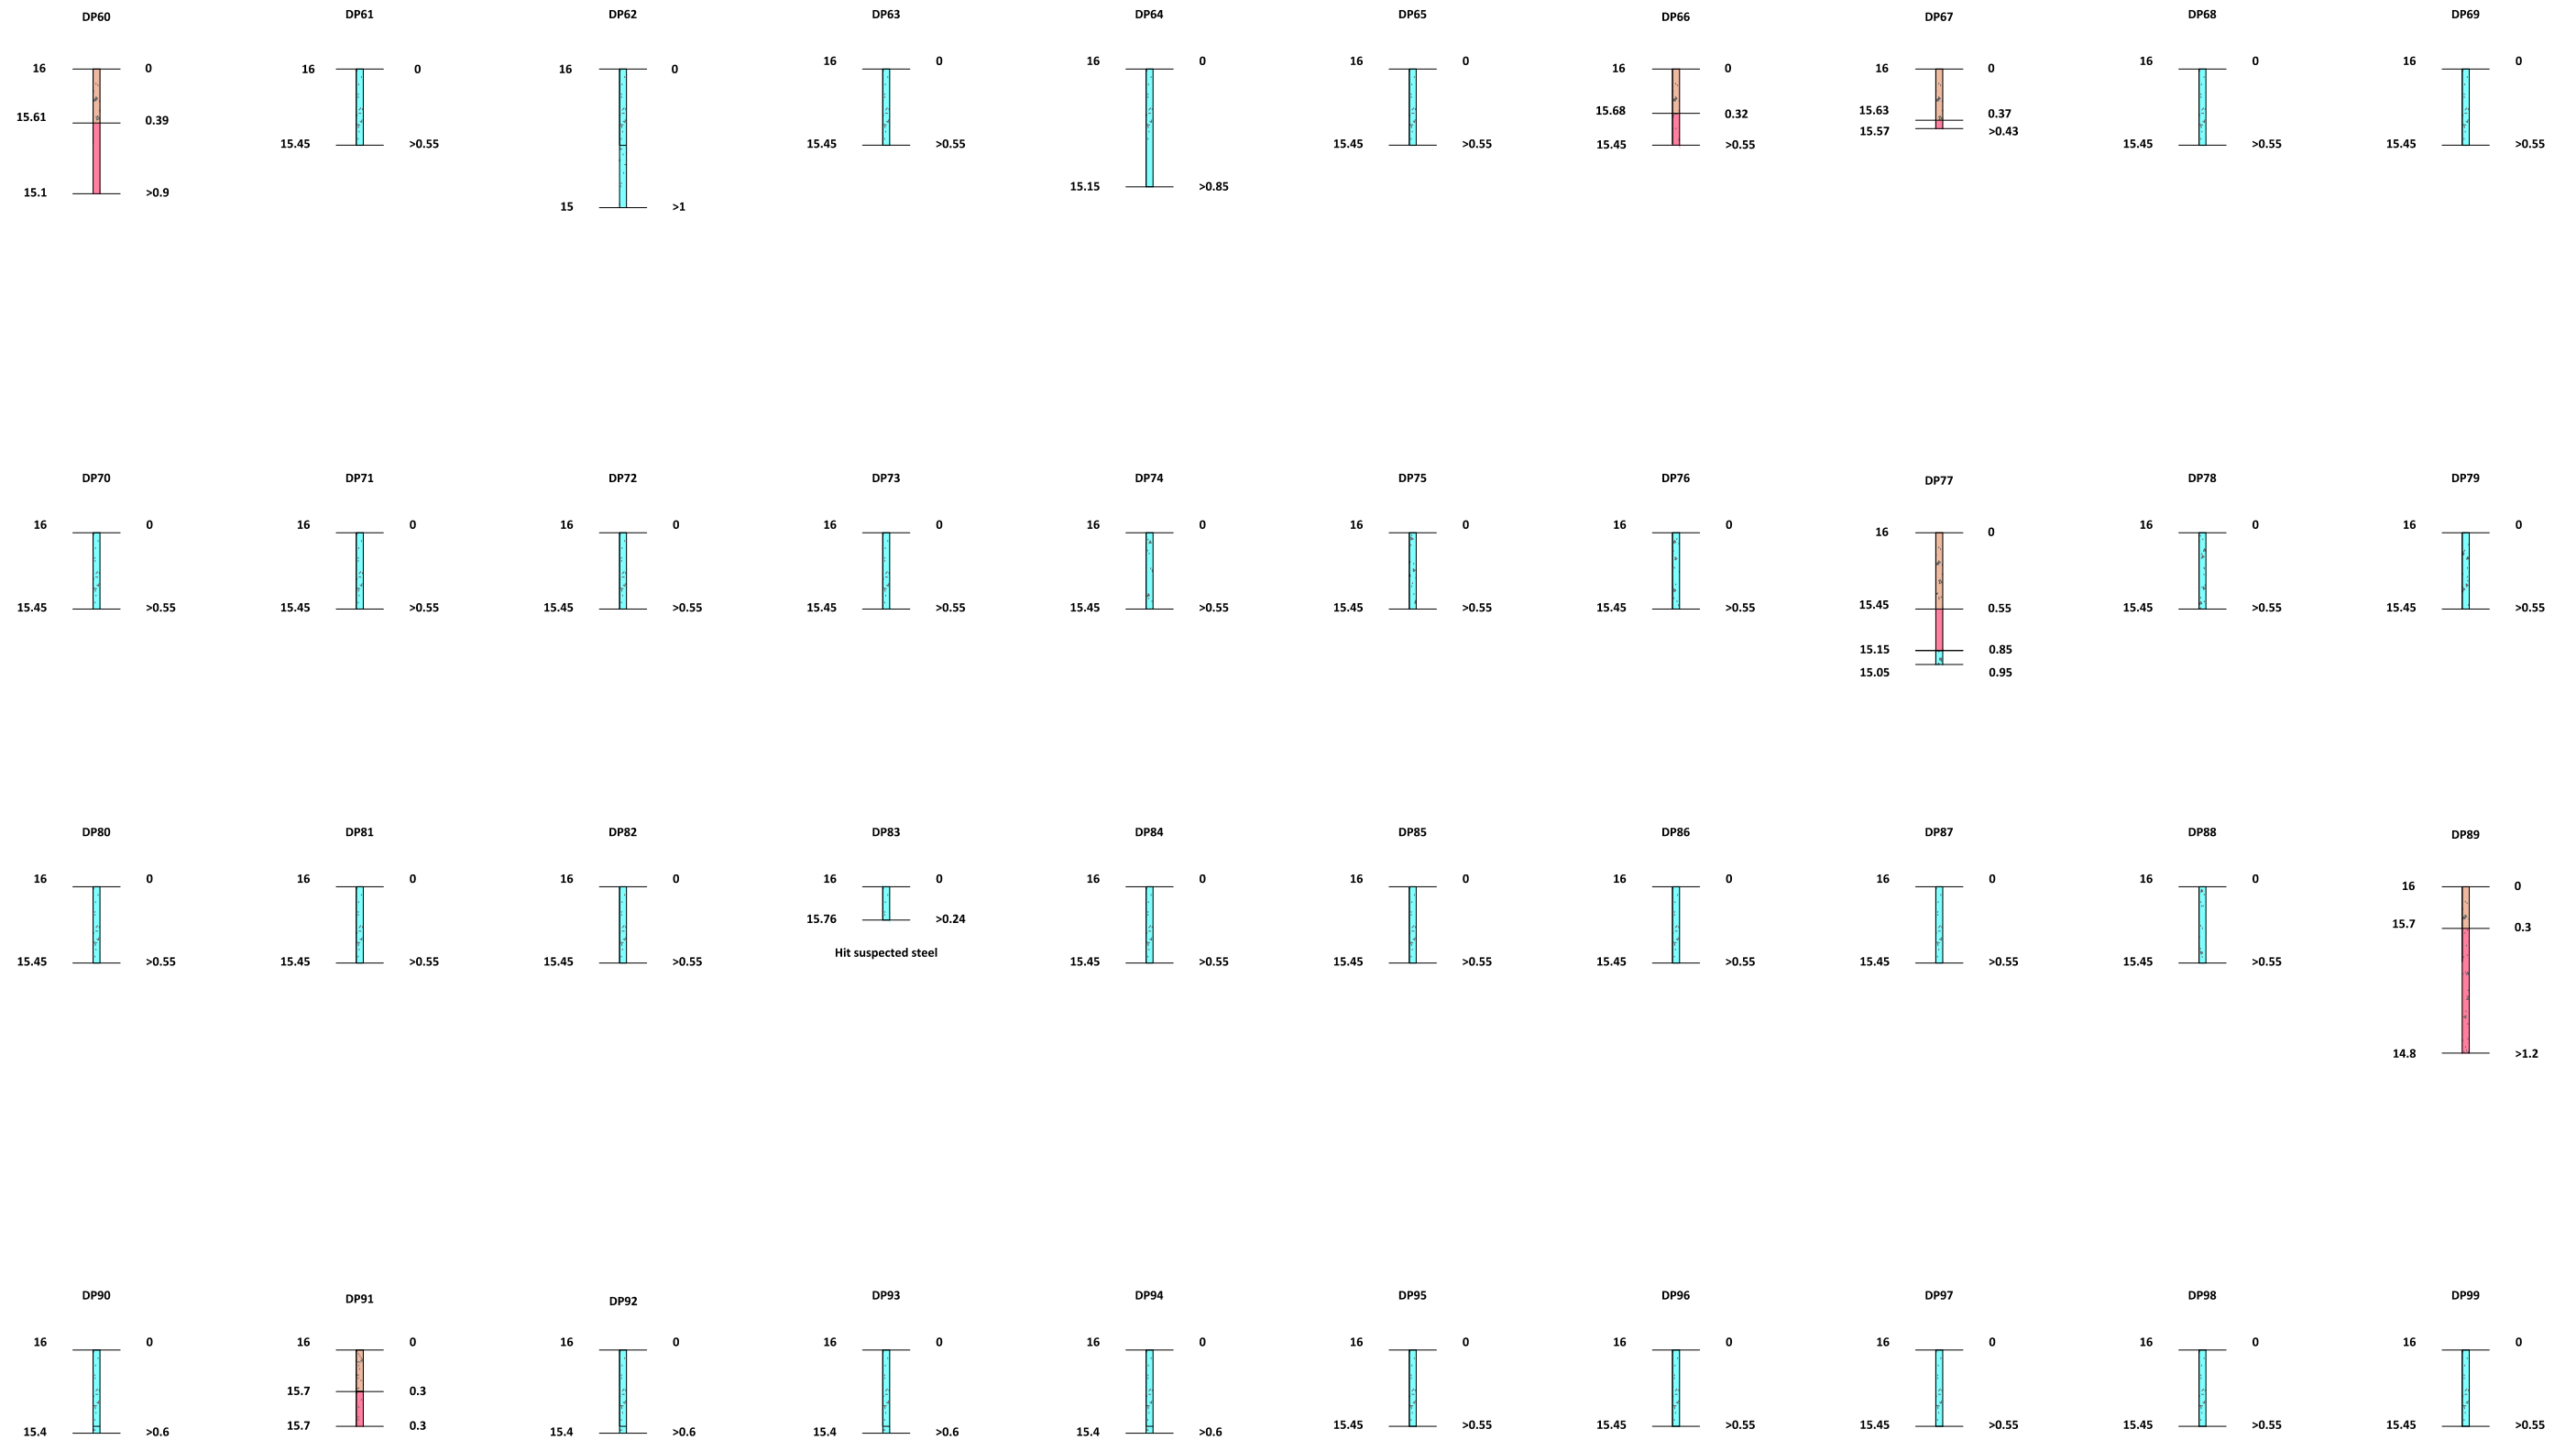 DP60 DP61 DP62 DP63 DP64 DP65 DP66 DP67 DP68 DP69
16 0 16 0 16 0 16 0 16 0 16 0 16 0 16 0 16 0 16 0
15.61 0.39 15.68 0.32 15.63 0.37
15.57 >0.43
15.45 >0.55 15.45 >0.55 15.45 >0.55 15.45 >0.55 15.45 >0.55 15.45 >0.55
15.1 >0.9 15.15 >0.85
15 >1
DP70 DP71 DP72 DP73 DP74 DP75 DP76 DP77 DP78 DP79
16 0 16 0 16 0 16 0 16 0 16 0 16 0 16 0 16 0 16 0
15.45 >0.55 15.45 >0.55 15.45 >0.55 15.45 >0.55 15.45 >0.55 15.45 >0.55 15.45 >0.55 15.45 0.55 15.45 >0.55 15.45 >0.55
15.15 0.85
15.05 0.95
DP80 DP81 DP82 DP83 DP84 DP85 DP86 DP87 DP88 DP89
16 0 16 0 16 0 16 0 16 0 16 0 16 0 16 0 16 0 16 0
15.76 >0.24 15.7 0.3
Hit suspected steel
15.45 >0.55 15.45 >0.55 15.45 >0.55 15.45 >0.55 15.45 >0.55 15.45 >0.55 15.45 >0.55 15.45 >0.55
14.8 >1.2
DP90 DP91 DP92 DP93 DP94 DP95 DP96 DP97 DP98 DP99
16 0 16 0 16 0 16 0 16 0 16 0 16 0 16 0 16 0 16 0
15.7 0.3
15.7 0.3 15.45 >0.55 15.45 >0.55 15.45 >0.55 15.45 >0.55 15.45 >0.55
15.4 >0.6 15.4 >0.6 15.4 >0.6 15.4 >0.6